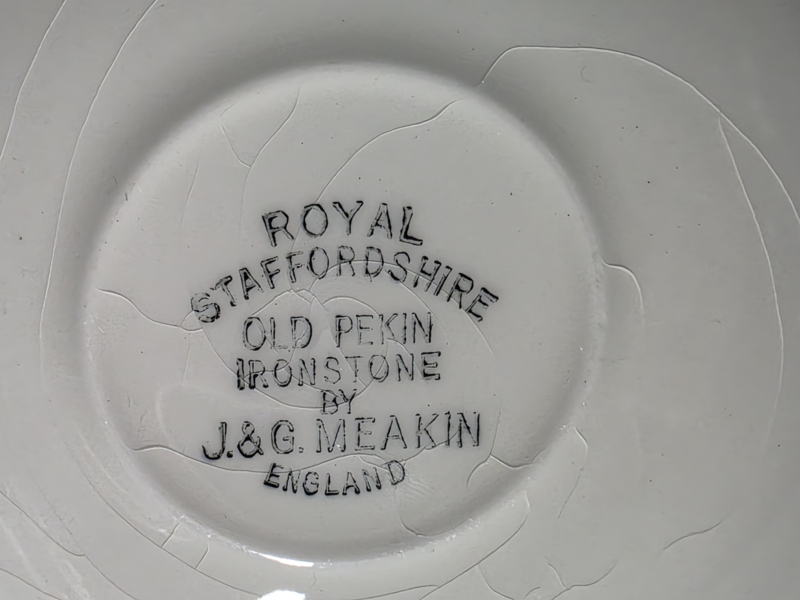 ROYAL
STAFFORDSHIRE
OLD PEKIN
IRONSTONE
BY
J.&G. MEAKIN
ENGLAND